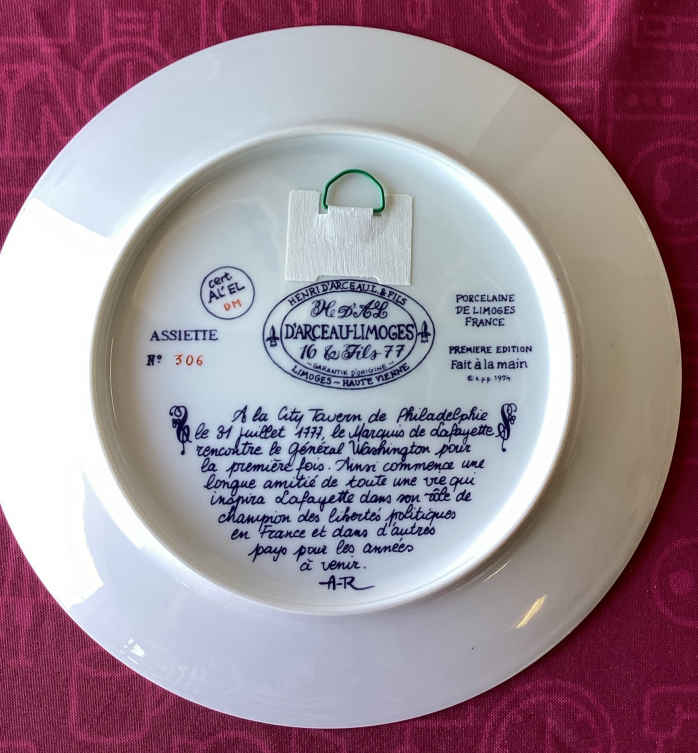 cert.
AL' EL
DM
ASSIETTE
Nº 306
HENRI D'ARCEAU & FILS
H. D'A & L
D'ARCEAU-LIMOGES
16 & Fils 77
GARANTIE D'ORIGINE
LIMOGES - HAUTE VIENNE
PORCELAINE
DE LIMOGES
FRANCE
PREMIERE EDITION
Fait à la main
1974
A la City Tavern de Philadelphie
le 31 juillet 1777, le Marquis de Lafayette
rencontre le Général Washington pour
la première fois. Ainsi commence une
longue amitié de toute une vie qui
inspira Lafayette dans son rôle de
champion des libertés politiques
en France et dans d'autres
pays pour les années
à venir.
A-R